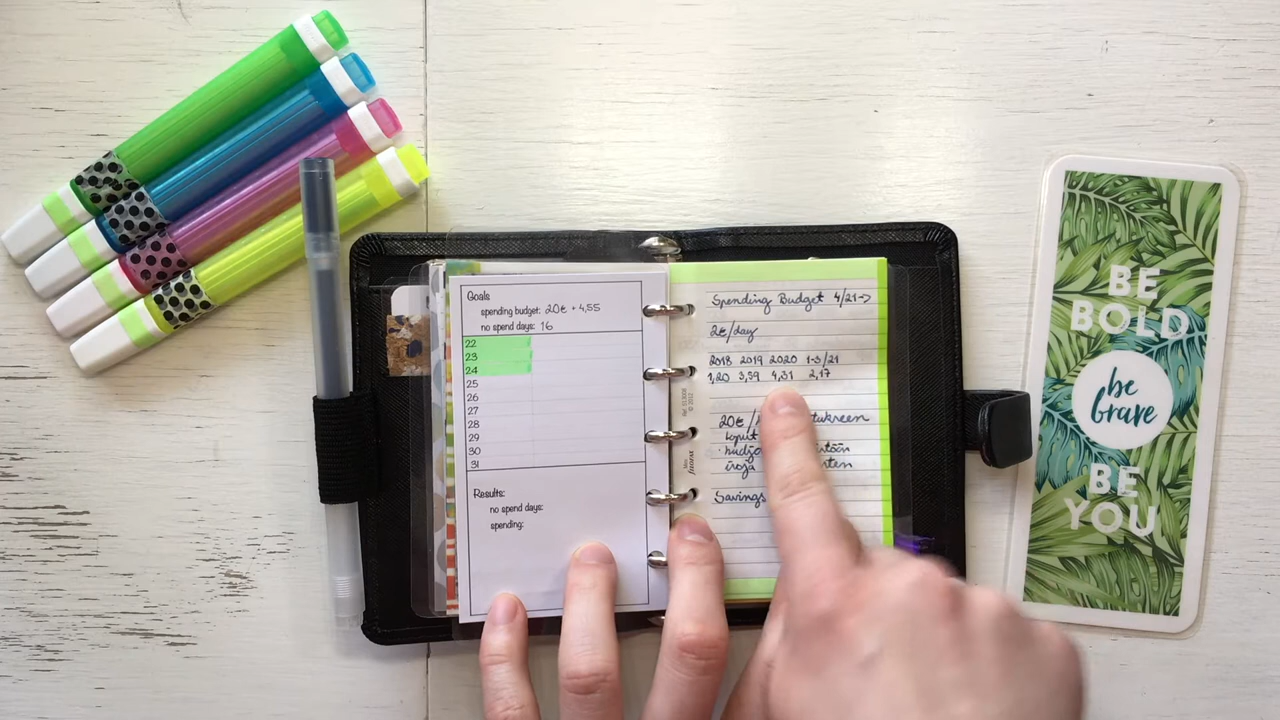 Goals
spending budget: 20€ + 4,55
no spend days: 16
22
23
24
25
26
27
28
29
30
31
Results:
no spend days:
spending:
Spending Budget 4/21->
2€/day
2018 2019 2020 1-3/21
1,20 3,59 4,31 2,17
20€ /
Savings
filofax
© 2012
BE
BOLD
be
brave
BE
YOU